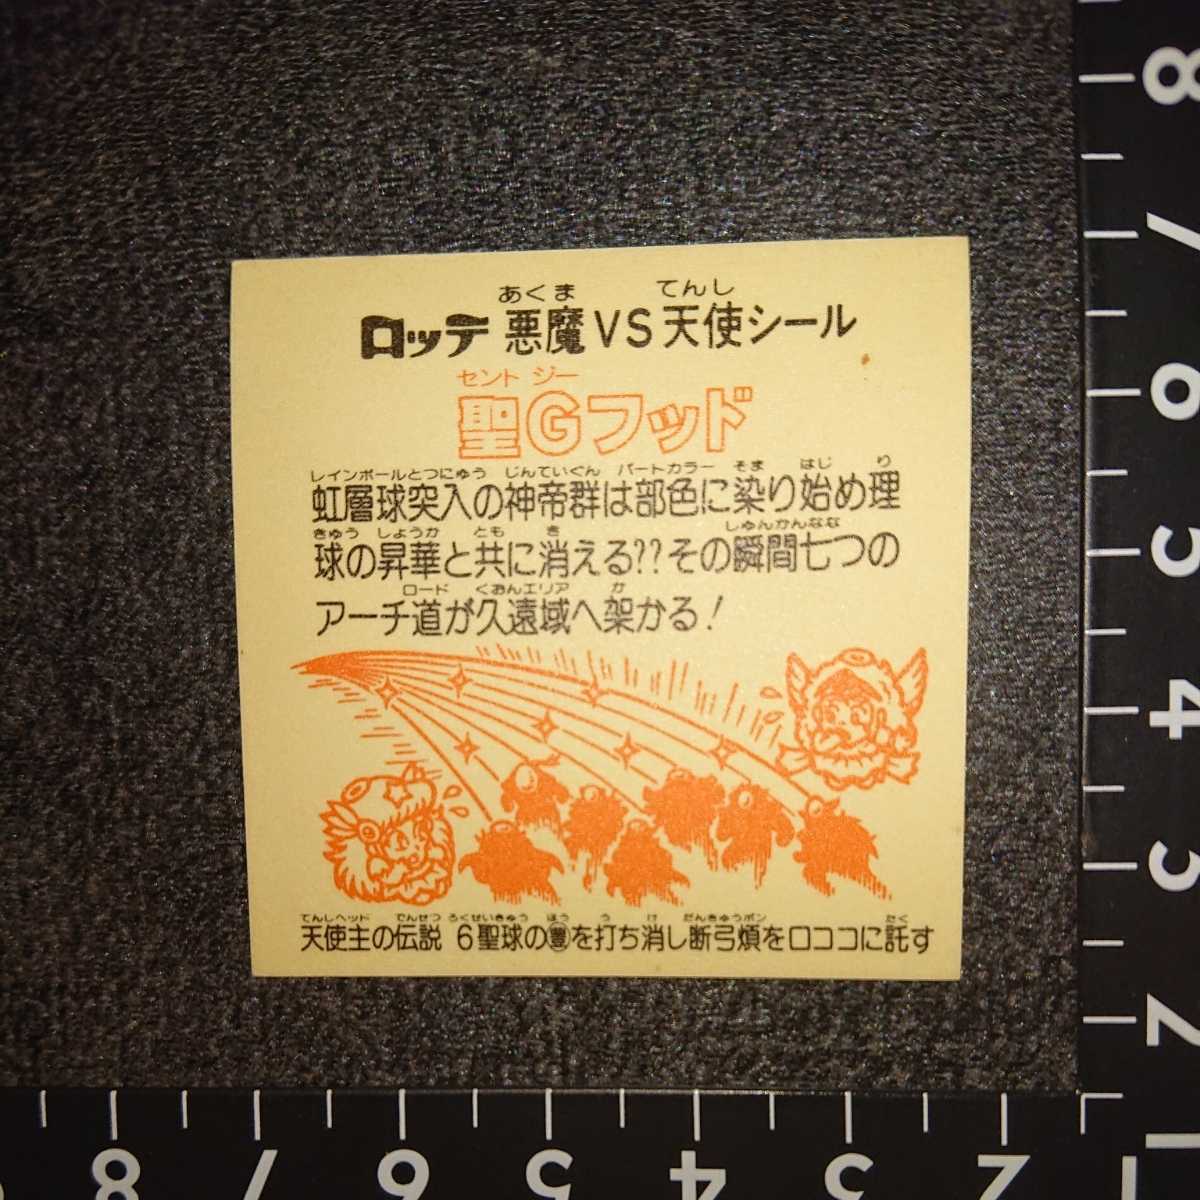 あくま てんし
ロッテ 悪魔VS天使シール
セント ジー
聖Gフッド
レインボールとつにゅう じんていぐん パートカラー そま はじ り
虹層球突入の神帝群は部色に染り始め理
きゅう しょうか とも き しゅんかんなな
球の昇華と共に消える??その瞬間七つの
ロード くおんエリア か
アーチ道が久遠域へ架かる!
てんしヘッド でんせつ ろくせいきゅう ほう う け だんきゅうボン たく
天使主の伝説 6聖球の豊を打ち消し断弓煩をロココに託す
8
7
6
5
4
3
2
1
8 7 6 5 4 3 2 1